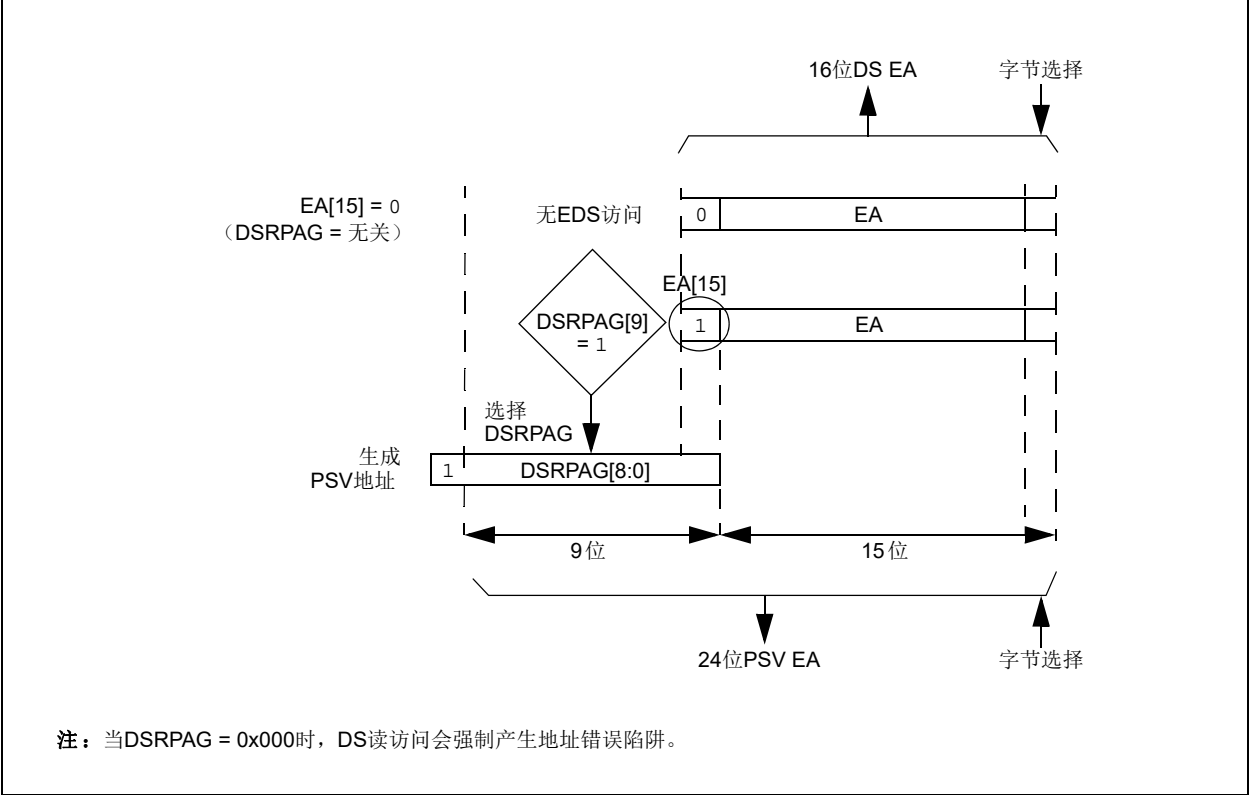 16位DS EA
字节选择
EA[15] = 0
（DSRPAG = 无关）
无EDS访问
0
EA
EA[15]
DSRPAG[9]
= 1
1
EA
选择
DSRPAG
生成
PSV地址
1
DSRPAG[8:0]
9位
15位
24位PSV EA
字节选择
注：当DSRPAG = 0x000时，DS读访问会强制产生地址错误陷阱。